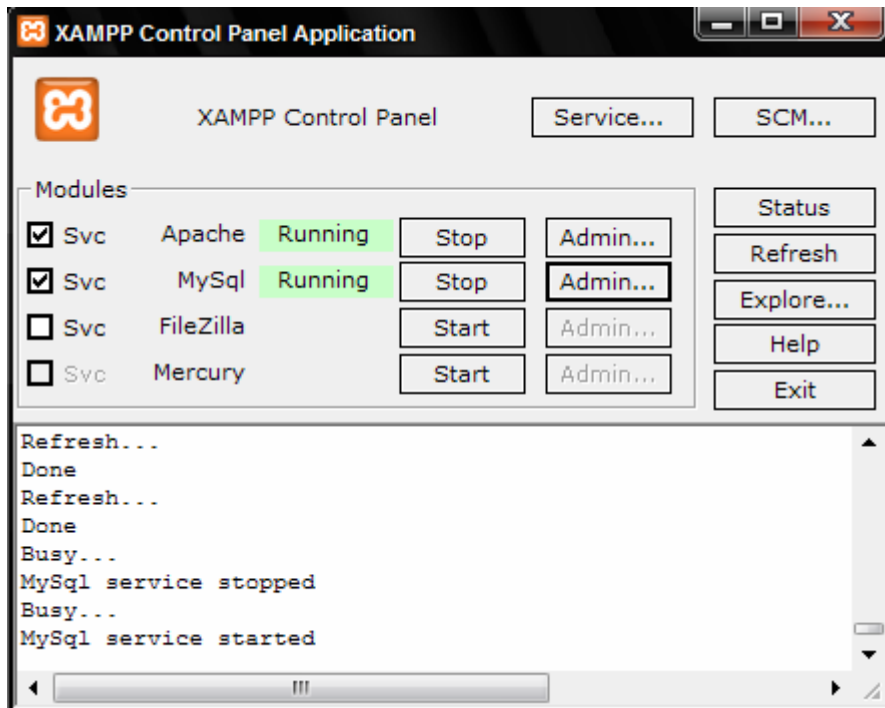 XAMPP Control Panel Application
XAMPP Control Panel
Service...
SCM...
Modules
Svc Apache Running Stop Admin...
Svc MySql Running Stop Admin...
Svc FileZilla Start Admin...
Svc Mercury Start Admin...
Status
Refresh
Explore...
Help
Exit
Refresh...
Done
Refresh...
Done
Busy...
MySql service stopped
Busy...
MySql service started